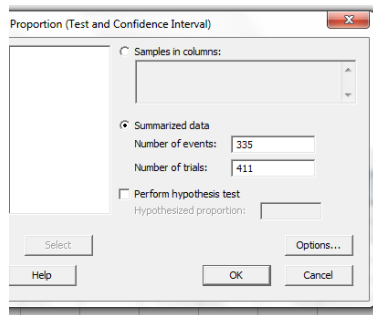 Proportion (Test and Confidence Interval)
Samples in columns:
Summarized data
Number of events: 335
Number of trials: 411
Perform hypothesis test
Hypothesized proportion:
Select
Options...
Help
OK
Cancel